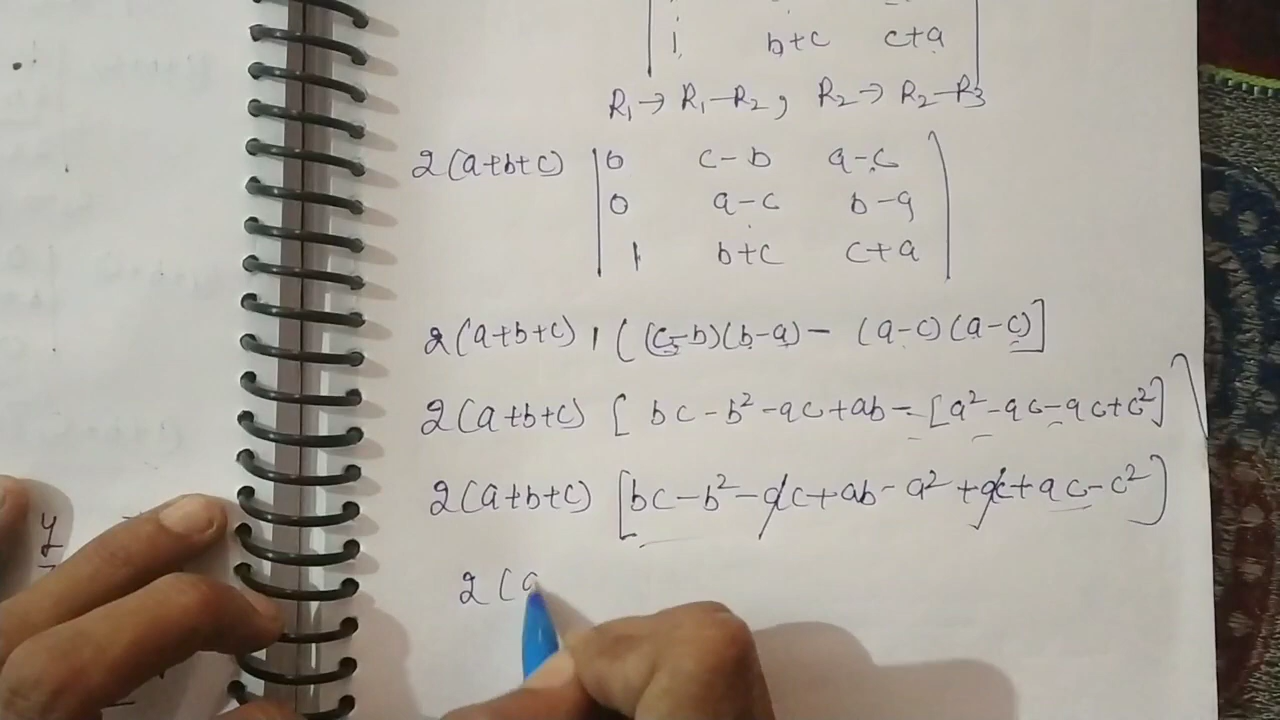 1 b+c c+a
R₁→ R₁-R₂, R₂→ R₂-R₃
2(a+b+c) | 0 c-b a-c |
0 a-c b-a
1 b+c c+a
2(a+b+c) 1 ( (c-b)(b-a) - (a-c)(a-c)]
2(a+b+c) [ bc-b²-ac+ab-[a²-ac-ac+c²] ]
2(a+b+c) [bc-b²-ac+ab-a²+ac+ac-c²]
2(a
y